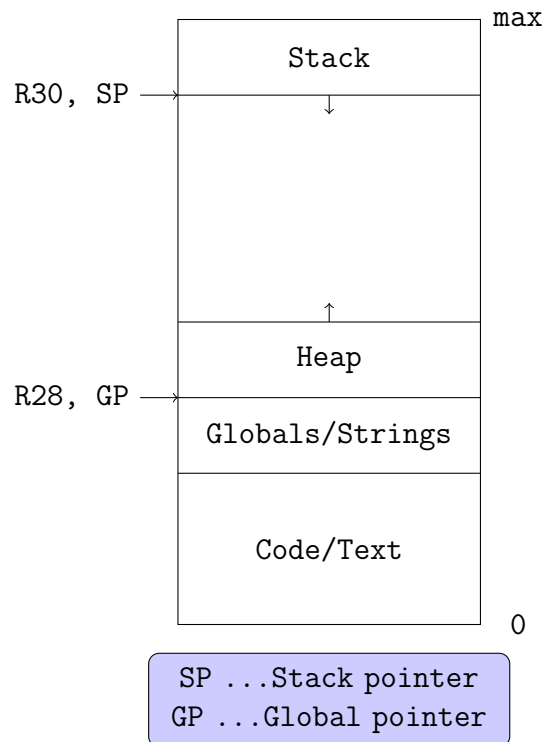 max
Stack
R30, SP
Heap
R28, GP
Globals/Strings
Code/Text
0
SP ...Stack pointer
GP ...Global pointer